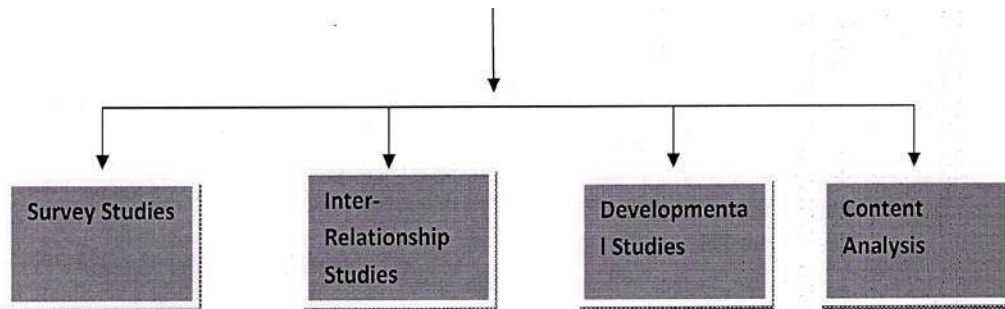 Survey Studies
Inter-
Relationship
Studies
Developmenta
l Studies
Content
Analysis